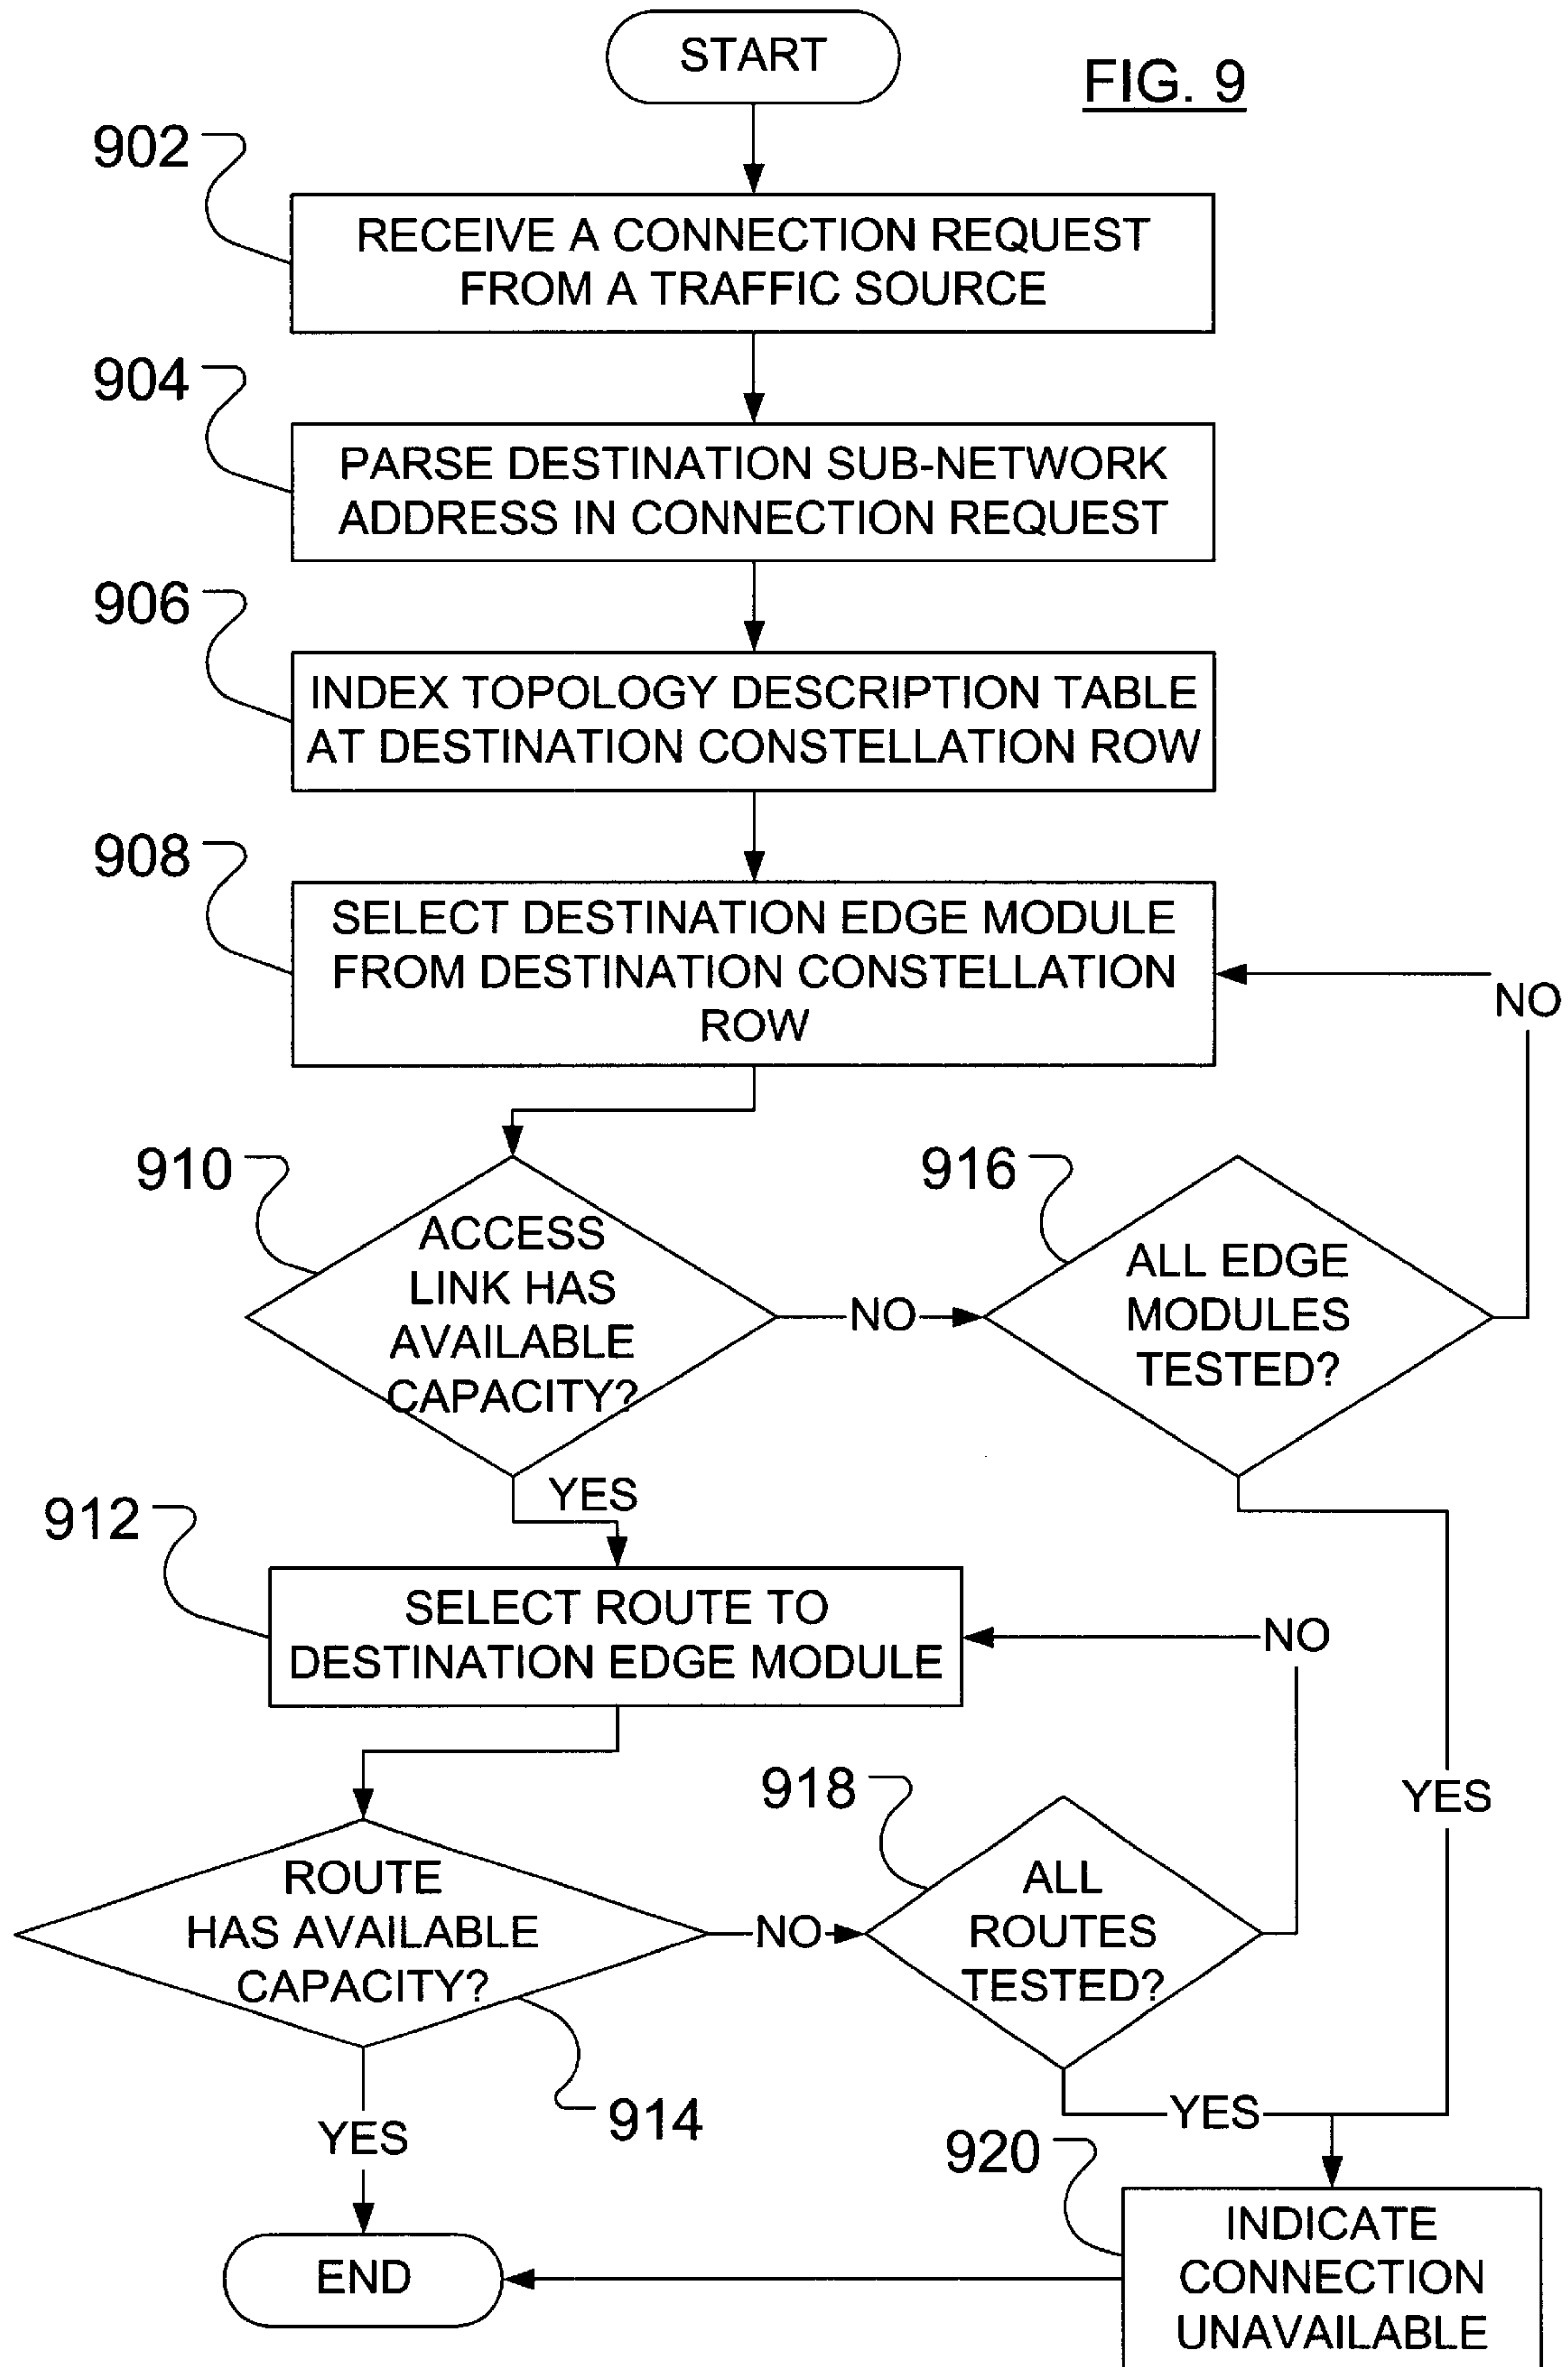 START
FIG. 9
902
RECEIVE A CONNECTION REQUEST
FROM A TRAFFIC SOURCE
904
PARSE DESTINATION SUB-NETWORK
ADDRESS IN CONNECTION REQUEST
906
INDEX TOPOLOGY DESCRIPTION TABLE
AT DESTINATION CONSTELLATION ROW
908
SELECT DESTINATION EDGE MODULE
FROM DESTINATION CONSTELLATION
ROW
NO
910
ACCESS
LINK HAS
AVAILABLE
CAPACITY?
NO
916
ALL EDGE
MODULES
TESTED?
YES
912
SELECT ROUTE TO
DESTINATION EDGE MODULE
NO
YES
918
ROUTE
HAS AVAILABLE
CAPACITY?
NO
ALL
ROUTES
TESTED?
914
YES
YES
920
INDICATE
CONNECTION
UNAVAILABLE
END